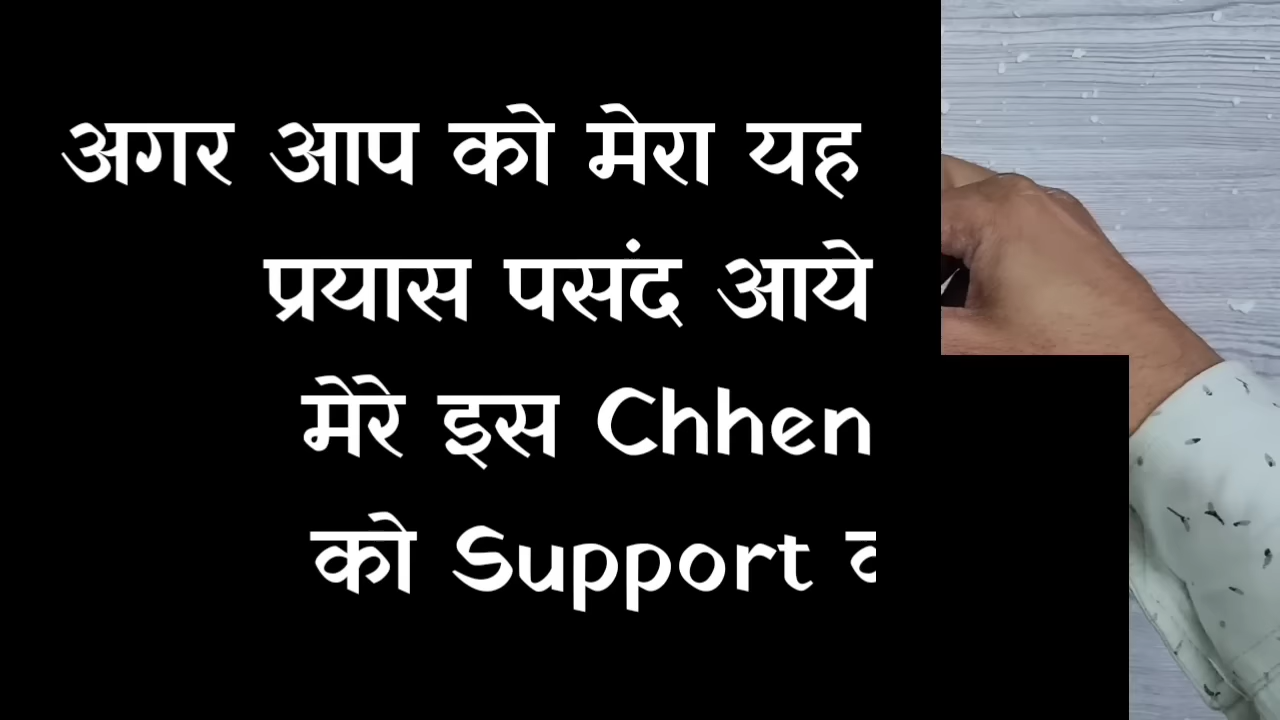 अगर आप को मेरा यह
प्रयास पसंद आये
मेरे इस Chhen
को Support